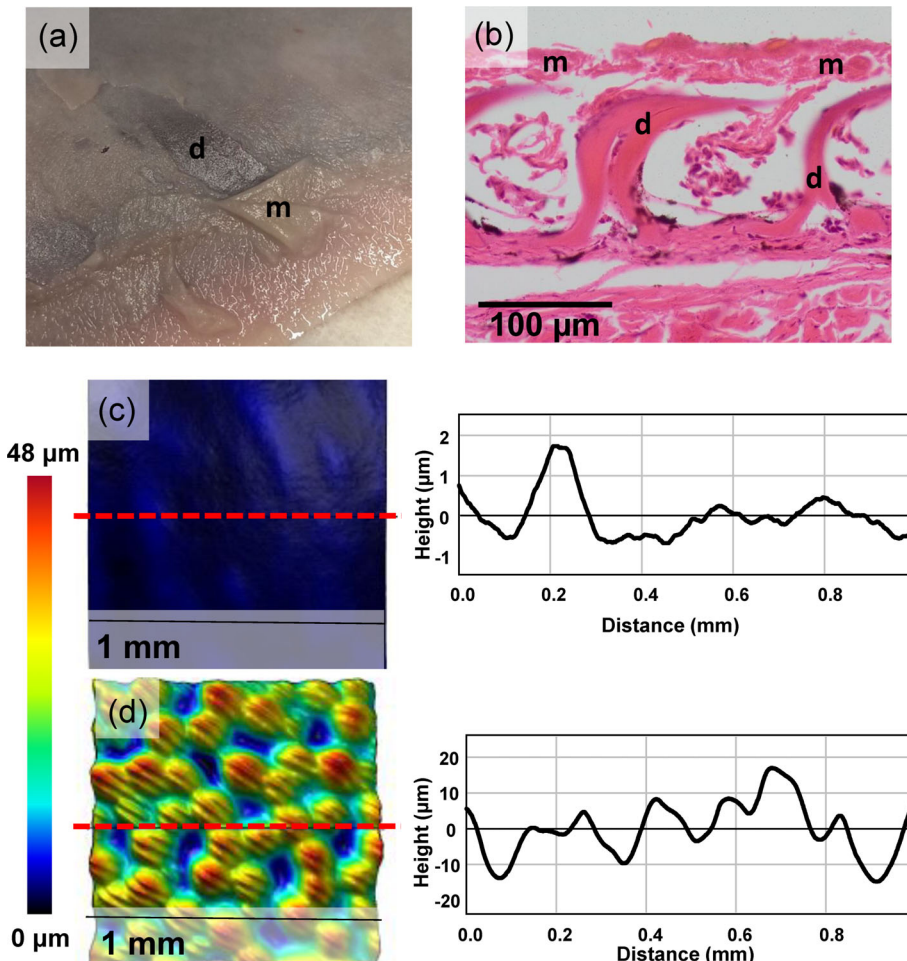 (a)
d
m
(b)
m
m
d
d
100 µm
48 µm
0 µm
(c)
1 mm
Height (µm)
2
1
0
-1
0.0 0.2 0.4 0.6 0.8
Distance (mm)
(d)
1 mm
Height (µm)
20
10
0
-10
-20
0.0 0.2 0.4 0.6 0.8
Distance (mm)